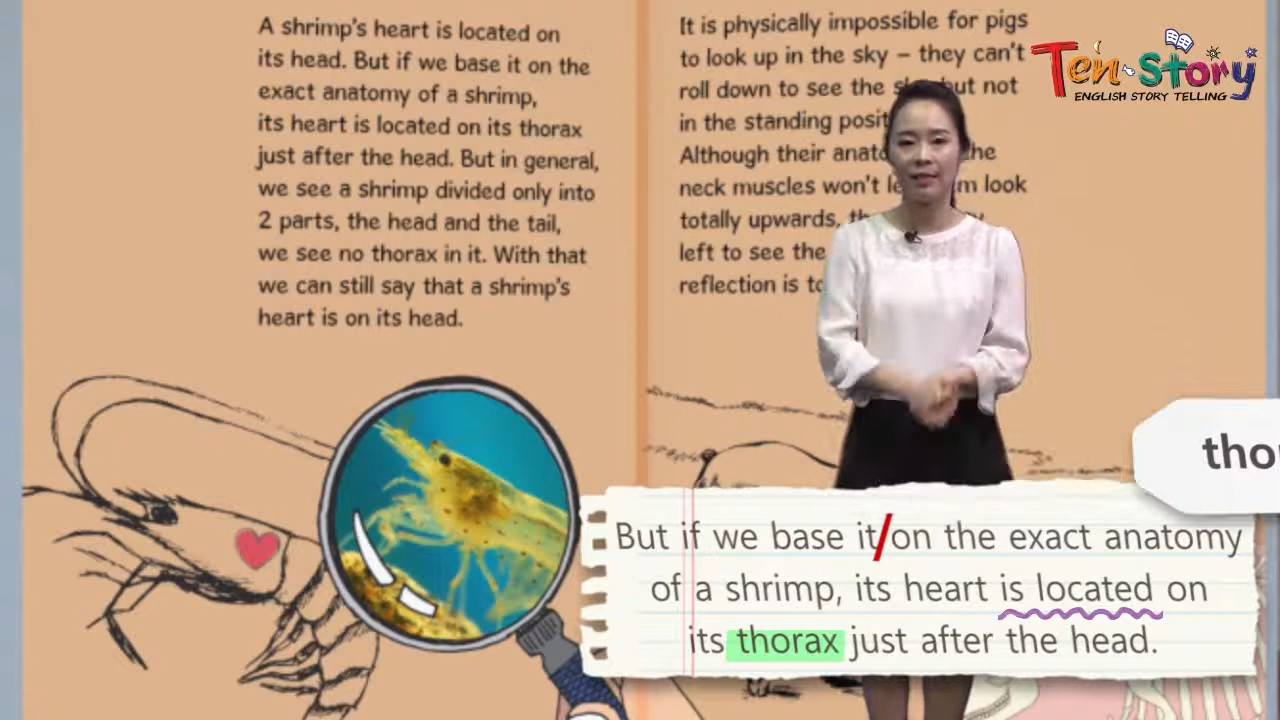 A shrimp's heart is located on
its head. But if we base it on the
exact anatomy of a shrimp,
its heart is located on its thorax
just after the head. But in general,
we see a shrimp divided only into
2 parts, the head and the tail,
we see no thorax in it. With that
we can still say that a shrimp's
heart is on its head.
It is physically impossible for pigs
to look up in the sky – they can't
roll down to see the but not
in the standing
Although their
neck muscles won't look
totally upwards,
left to see the
reflection is
Ten Story
ENGLISH STORY TELLING
But if we base it/on the exact anatomy
of a shrimp, its heart is located on
its thorax just after the head.